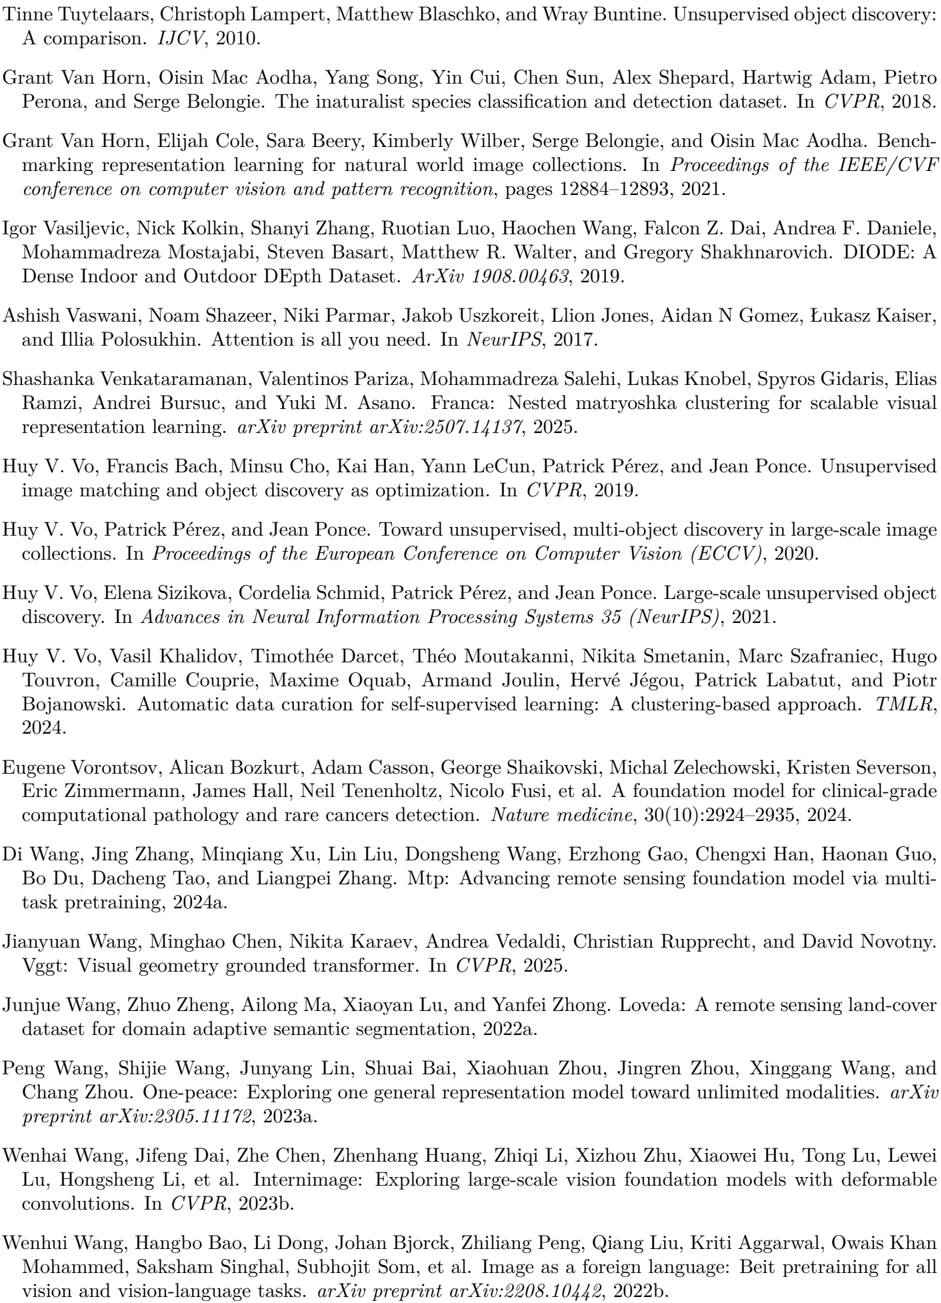 Tinne Tuytelaars, Christoph Lampert, Matthew Blaschko, and Wray Buntine. Unsupervised object discovery:
A comparison. IJCV, 2010.
Grant Van Horn, Oisin Mac Aodha, Yang Song, Yin Cui, Chen Sun, Alex Shepard, Hartwig Adam, Pietro
Perona, and Serge Belongie. The inaturalist species classification and detection dataset. In CVPR, 2018.
Grant Van Horn, Elijah Cole, Sara Beery, Kimberly Wilber, Serge Belongie, and Oisin Mac Aodha. Bench-
marking representation learning for natural world image collections. In Proceedings of the IEEE/CVF
conference on computer vision and pattern recognition, pages 12884–12893, 2021.
Igor Vasiljevic, Nick Kolkin, Shanyi Zhang, Ruotian Luo, Haochen Wang, Falcon Z. Dai, Andrea F. Daniele,
Mohammadreza Mostajabi, Steven Basart, Matthew R. Walter, and Gregory Shakhnarovich. DIODE: A
Dense Indoor and Outdoor DEpth Dataset. ArXiv 1908.00463, 2019.
Ashish Vaswani, Noam Shazeer, Niki Parmar, Jakob Uszkoreit, Llion Jones, Aidan N Gomez, Łukasz Kaiser,
and Illia Polosukhin. Attention is all you need. In NeurIPS, 2017.
Shashanka Venkataramanan, Valentinos Pariza, Mohammadreza Salehi, Lukas Knobel, Spyros Gidaris, Elias
Ramzi, Andrei Bursuc, and Yuki M. Asano. Franca: Nested matryoshka clustering for scalable visual
representation learning. arXiv preprint arXiv:2507.14137, 2025.
Huy V. Vo, Francis Bach, Minsu Cho, Kai Han, Yann LeCun, Patrick Pérez, and Jean Ponce. Unsupervised
image matching and object discovery as optimization. In CVPR, 2019.
Huy V. Vo, Patrick Pérez, and Jean Ponce. Toward unsupervised, multi-object discovery in large-scale image
collections. In Proceedings of the European Conference on Computer Vision (ECCV), 2020.
Huy V. Vo, Elena Sizikova, Cordelia Schmid, Patrick Pérez, and Jean Ponce. Large-scale unsupervised object
discovery. In Advances in Neural Information Processing Systems 35 (NeurIPS), 2021.
Huy V. Vo, Vasil Khalidov, Timothée Darcet, Théo Moutakanni, Nikita Smetanin, Marc Szafraniec, Hugo
Touvron, Camille Couprie, Maxime Oquab, Armand Joulin, Hervé Jégou, Patrick Labatut, and Piotr
Bojanowski. Automatic data curation for self-supervised learning: A clustering-based approach. TMLR,
2024.
Eugene Vorontsov, Alican Bozkurt, Adam Casson, George Shaikovski, Michal Zelechowski, Kristen Severson,
Eric Zimmermann, James Hall, Neil Tenenholtz, Nicolo Fusi, et al. A foundation model for clinical-grade
computational pathology and rare cancers detection. Nature medicine, 30(10):2924–2935, 2024.
Di Wang, Jing Zhang, Minqiang Xu, Lin Liu, Dongsheng Wang, Erzhong Gao, Chengxi Han, Haonan Guo,
Bo Du, Dacheng Tao, and Liangpei Zhang. Mtp: Advancing remote sensing foundation model via multi-
task pretraining, 2024a.
Jianyuan Wang, Minghao Chen, Nikita Karaev, Andrea Vedaldi, Christian Rupprecht, and David Novotny.
Vggt: Visual geometry grounded transformer. In CVPR, 2025.
Junjue Wang, Zhuo Zheng, Ailong Ma, Xiaoyan Lu, and Yanfei Zhong. Loveda: A remote sensing land-cover
dataset for domain adaptive semantic segmentation, 2022a.
Peng Wang, Shijie Wang, Junyang Lin, Shuai Bai, Xiaohuan Zhou, Jingren Zhou, Xinggang Wang, and
Chang Zhou. One-peace: Exploring one general representation model toward unlimited modalities. arXiv
preprint arXiv:2305.11172, 2023a.
Wenhai Wang, Jifeng Dai, Zhe Chen, Zhenhang Huang, Zhiqi Li, Xizhou Zhu, Xiaowei Hu, Tong Lu, Lewei
Lu, Hongsheng Li, et al. Internimage: Exploring large-scale vision foundation models with deformable
convolutions. In CVPR, 2023b.
Wenhui Wang, Hangbo Bao, Li Dong, Johan Bjorck, Zhiliang Peng, Qiang Liu, Kriti Aggarwal, Owais Khan
Mohammed, Saksham Singhal, Subhojit Som, et al. Image as a foreign language: Beit pretraining for all
vision and vision-language tasks. arXiv preprint arXiv:2208.10442, 2022b.